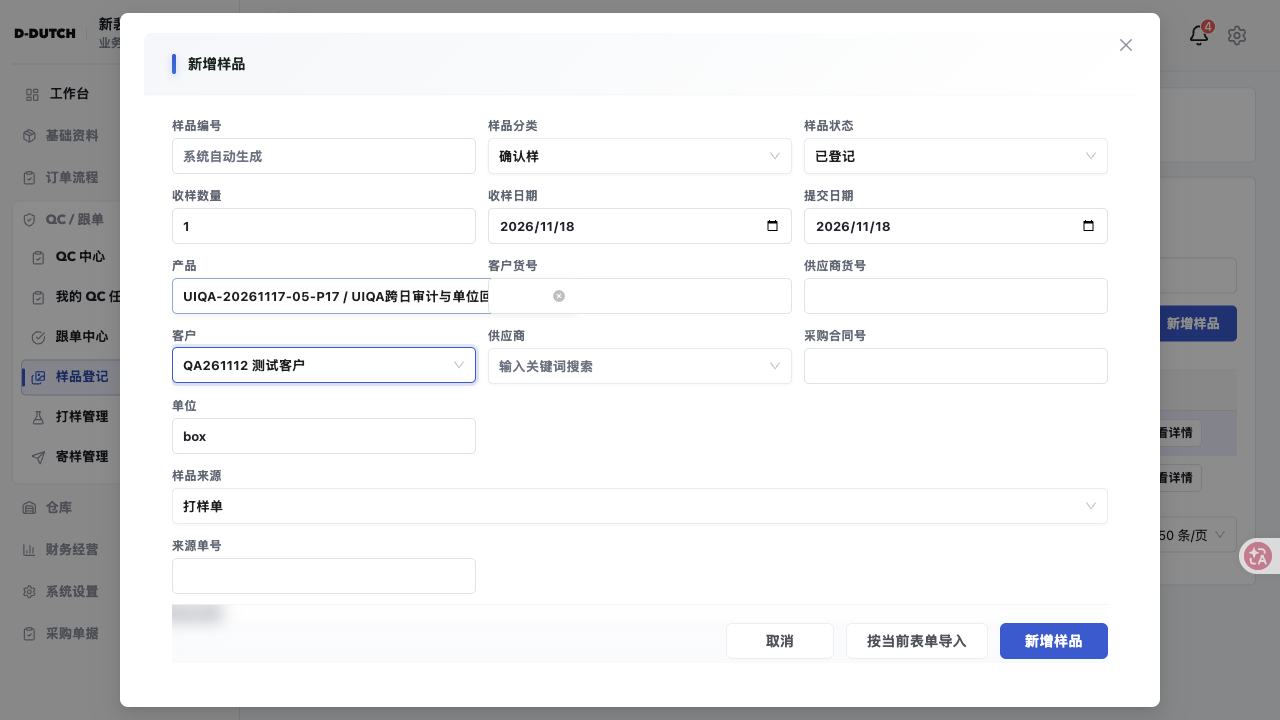 D-DUTCH
新表
业务
4
工作台
基础资料
订单流程
QC / 跟单
QC 中心
我的 QC 任
跟单中心
样品登记
打样管理
寄样管理
仓库
财务经营
系统设置
采购单据
新增样品
样品编号
样品分类
样品状态
系统自动生成
确认样
已登记
收样数量
收样日期
提交日期
1
2026/11/18
2026/11/18
产品
客户货号
供应商货号
UIQA-20261117-05-P17 / UIQA跨日审计与单位回
客户
供应商
采购合同号
QA261112 测试客户
输入关键词搜索
单位
box
样品来源
打样单
来源单号
取消
按当前表单导入
新增样品
新增样品
看详情
看详情
50 条/页